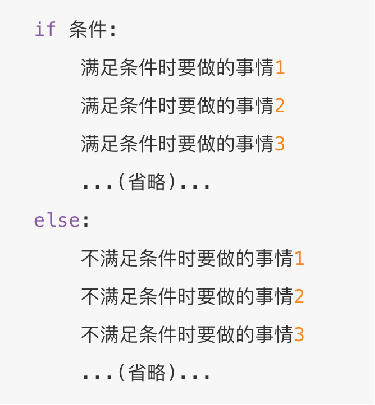 if 条件:
    满足条件时要做的事情1
    满足条件时要做的事情2
    满足条件时要做的事情3
    ...(省略)...
else:
    不满足条件时要做的事情1
    不满足条件时要做的事情2
    不满足条件时要做的事情3
    ...(省略)...